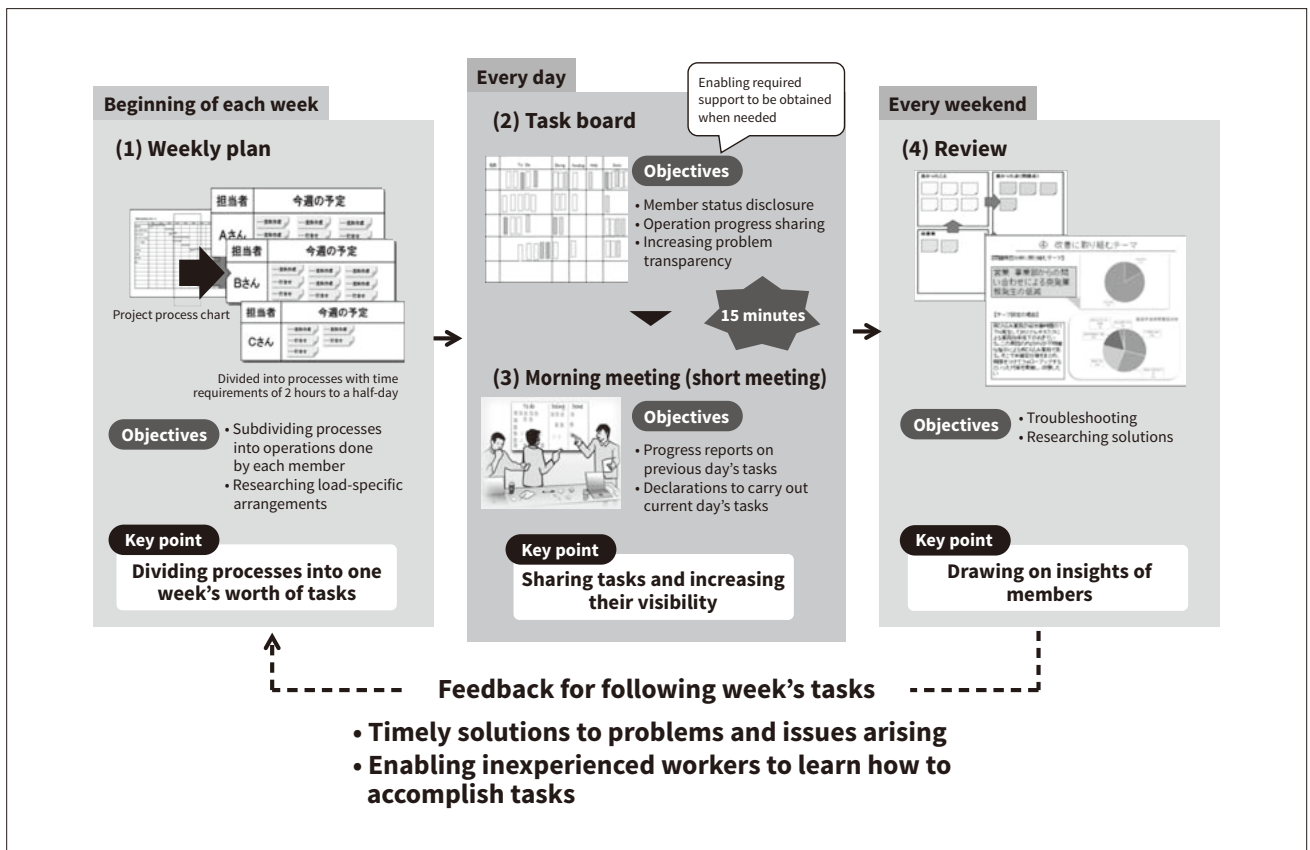 Beginning of each week
(1) Weekly plan
担当者
今週の予定
Aさん
担当者
今週の予定
Bさん
担当者
今週の予定
Cさん
Project process chart
Divided into processes with time
requirements of 2 hours to a half-day
Objectives
• Subdividing processes
into operations done
by each member
• Researching load-specific
arrangements
Key point
Dividing processes into one
week's worth of tasks
Every day
(2) Task board
Enabling required
support to be obtained
when needed
Objectives
• Member status disclosure
• Operation progress sharing
• Increasing problem
transparency
15 minutes
(3) Morning meeting (short meeting)
Objectives
• Progress reports on
previous day's tasks
• Declarations to carry out
current day's tasks
Key point
Sharing tasks and increasing
their visibility
Every weekend
(4) Review
改善に取り組むテーマ
Objectives
• Troubleshooting
• Researching solutions
Key point
Drawing on insights of
members
Feedback for following week's tasks
• Timely solutions to problems and issues arising
• Enabling inexperienced workers to learn how to
accomplish tasks